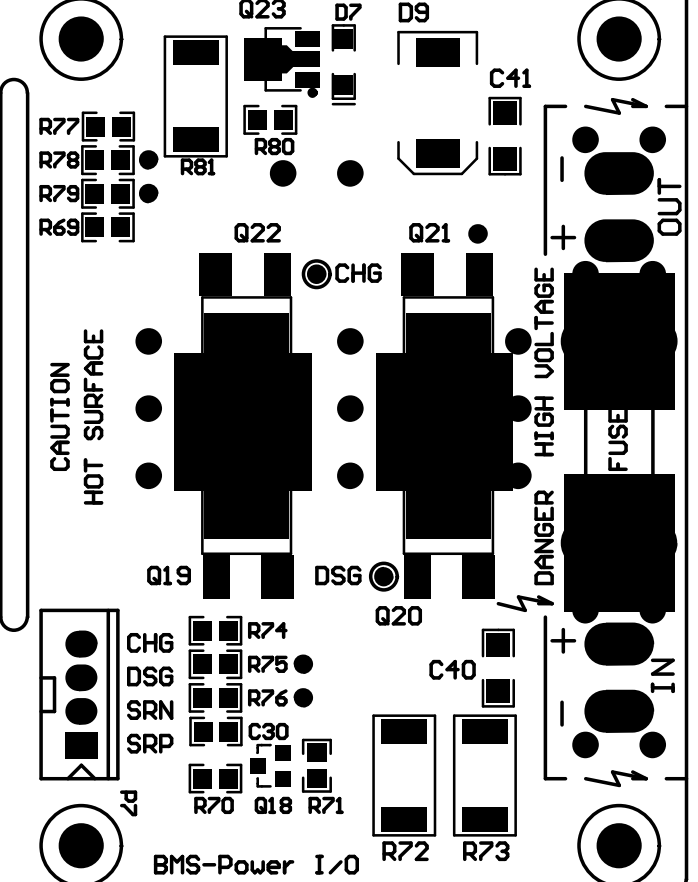 Q23
D7
D9
C41
R77
R80
R78
R81
R79
R69
OUT
-
+
Q22
Q21
CHG
HIGH VOLTAGE
CAUTION
HOT SURFACE
FUSE
DANGER
Q19
DSG
Q20
R74
CHG
+
R75
DSG
C40
IN
R76
SRN
-
C30
SRP
R70
Q18
R71
P7
R72
R73
BMS-Power I/O